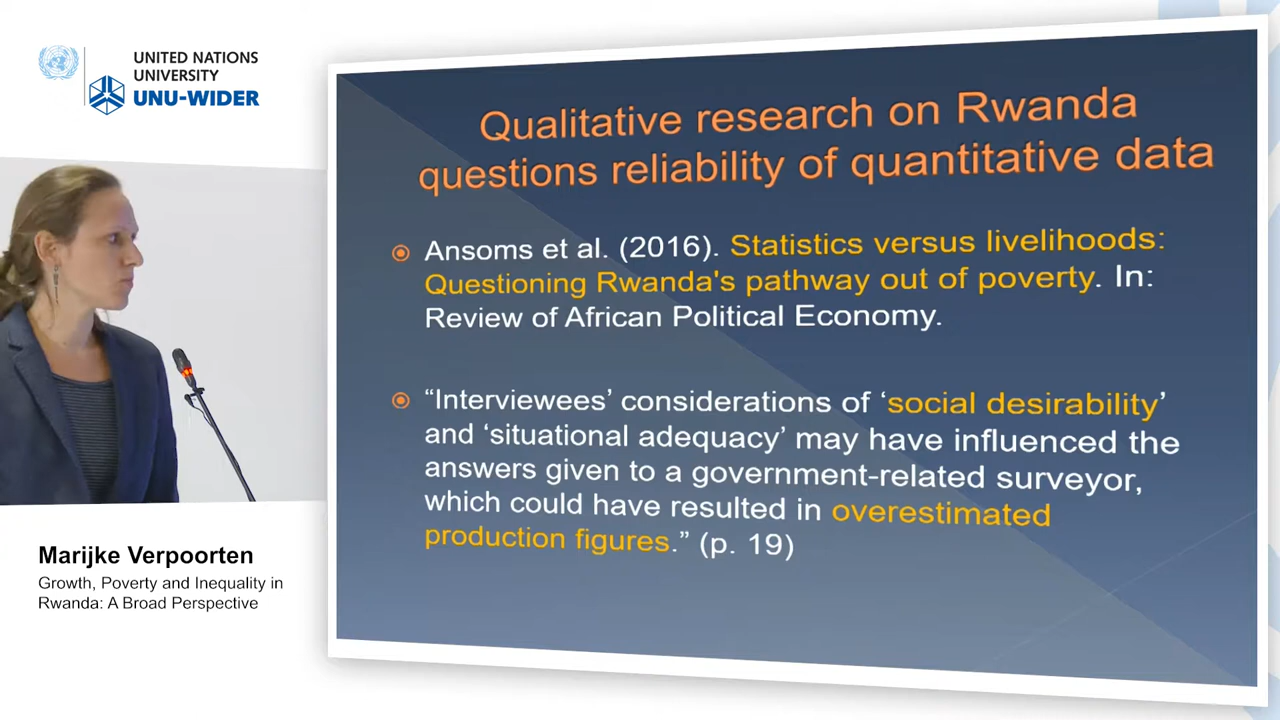 UNITED NATIONS
UNIVERSITY
UNU-WIDER
Qualitative research on Rwanda
questions reliability of quantitative data
Ansoms et al. (2016). Statistics versus livelihoods:
Questioning Rwanda's pathway out of poverty. In:
Review of African Political Economy.
“Interviewees’ considerations of ‘social desirability’
and ‘situational adequacy’ may have influenced the
answers given to a government-related surveyor,
which could have resulted in overestimated
production figures.” (p. 19)
Marijke Verpoorten
Growth, Poverty and Inequality in
Rwanda: A Broad Perspective